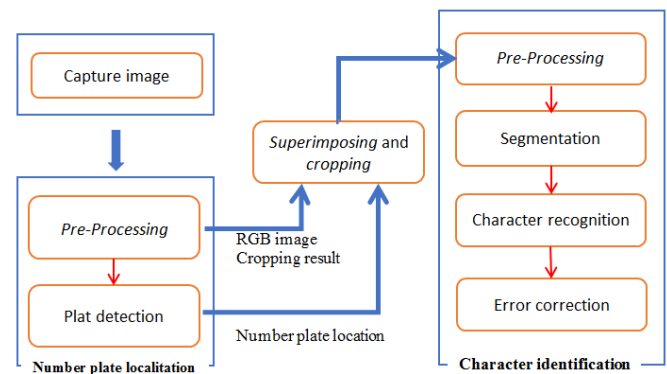 Capture image
Pre-Processing
Plat detection
Number plate localitation
RGB image
Cropping result
Number plate location
Superimposing and
cropping
Pre-Processing
Segmentation
Character recognition
Error correction
Character identification